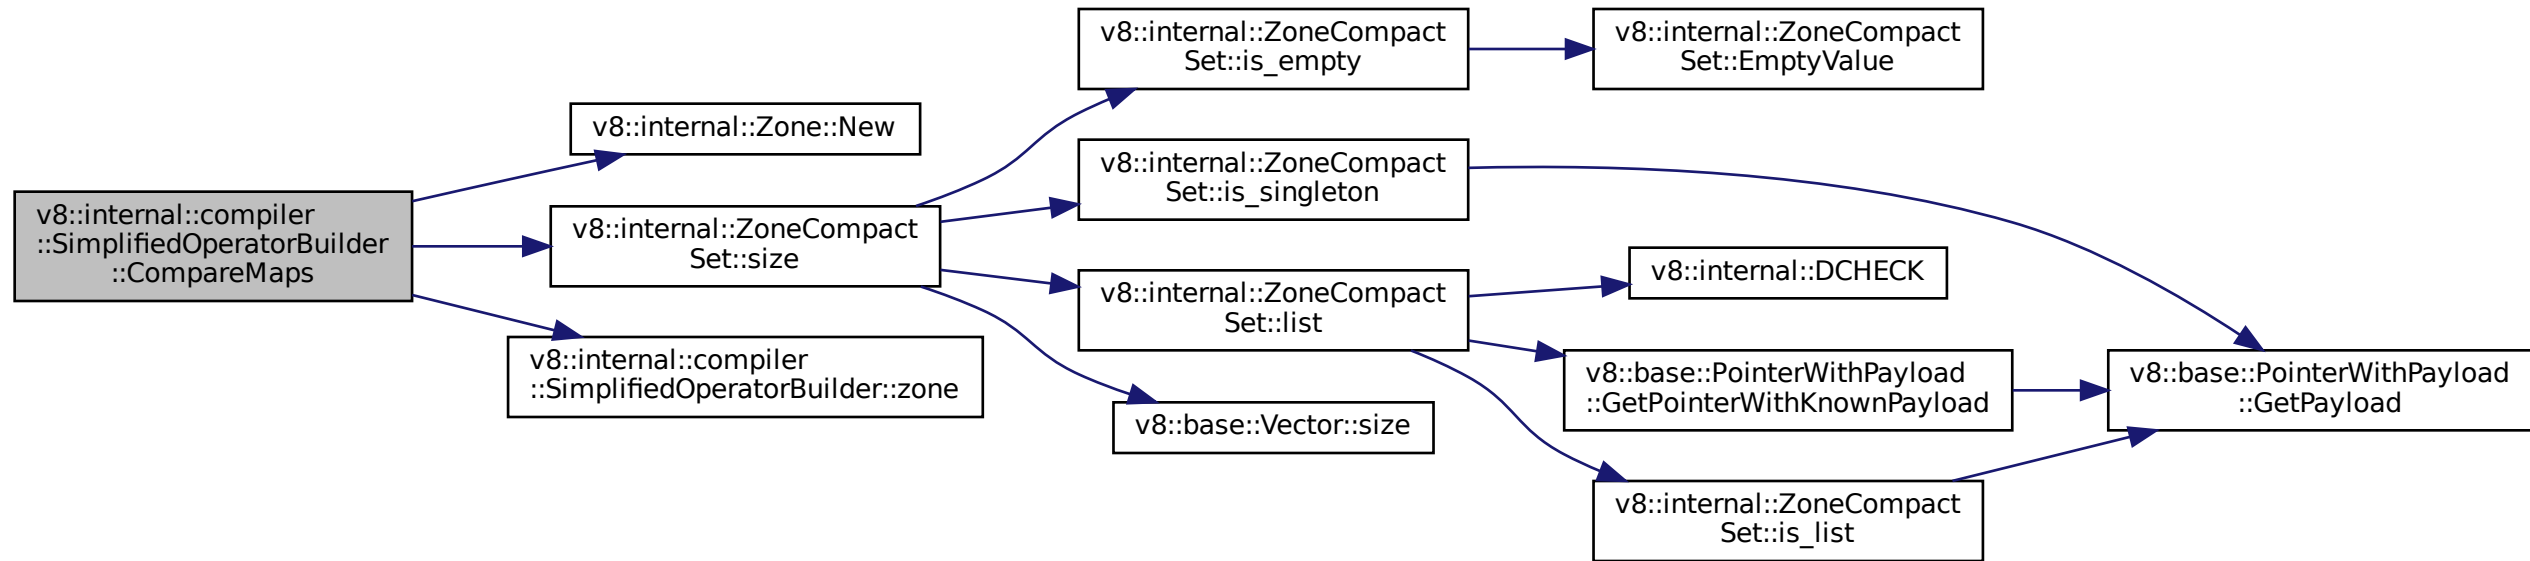 v8::internal::compiler
::SimplifiedOperatorBuilder
::CompareMaps
v8::internal::Zone::New
v8::internal::ZoneCompact
Set::size
v8::internal::compiler
::SimplifiedOperatorBuilder::zone
v8::internal::ZoneCompact
Set::is_empty
v8::internal::ZoneCompact
Set::is_singleton
v8::internal::ZoneCompact
Set::list
v8::base::Vector::size
v8::internal::ZoneCompact
Set::EmptyValue
v8::internal::DCHECK
v8::base::PointerWithPayload
::GetPointerWithKnownPayload
v8::internal::ZoneCompact
Set::is_list
v8::base::PointerWithPayload
::GetPayload